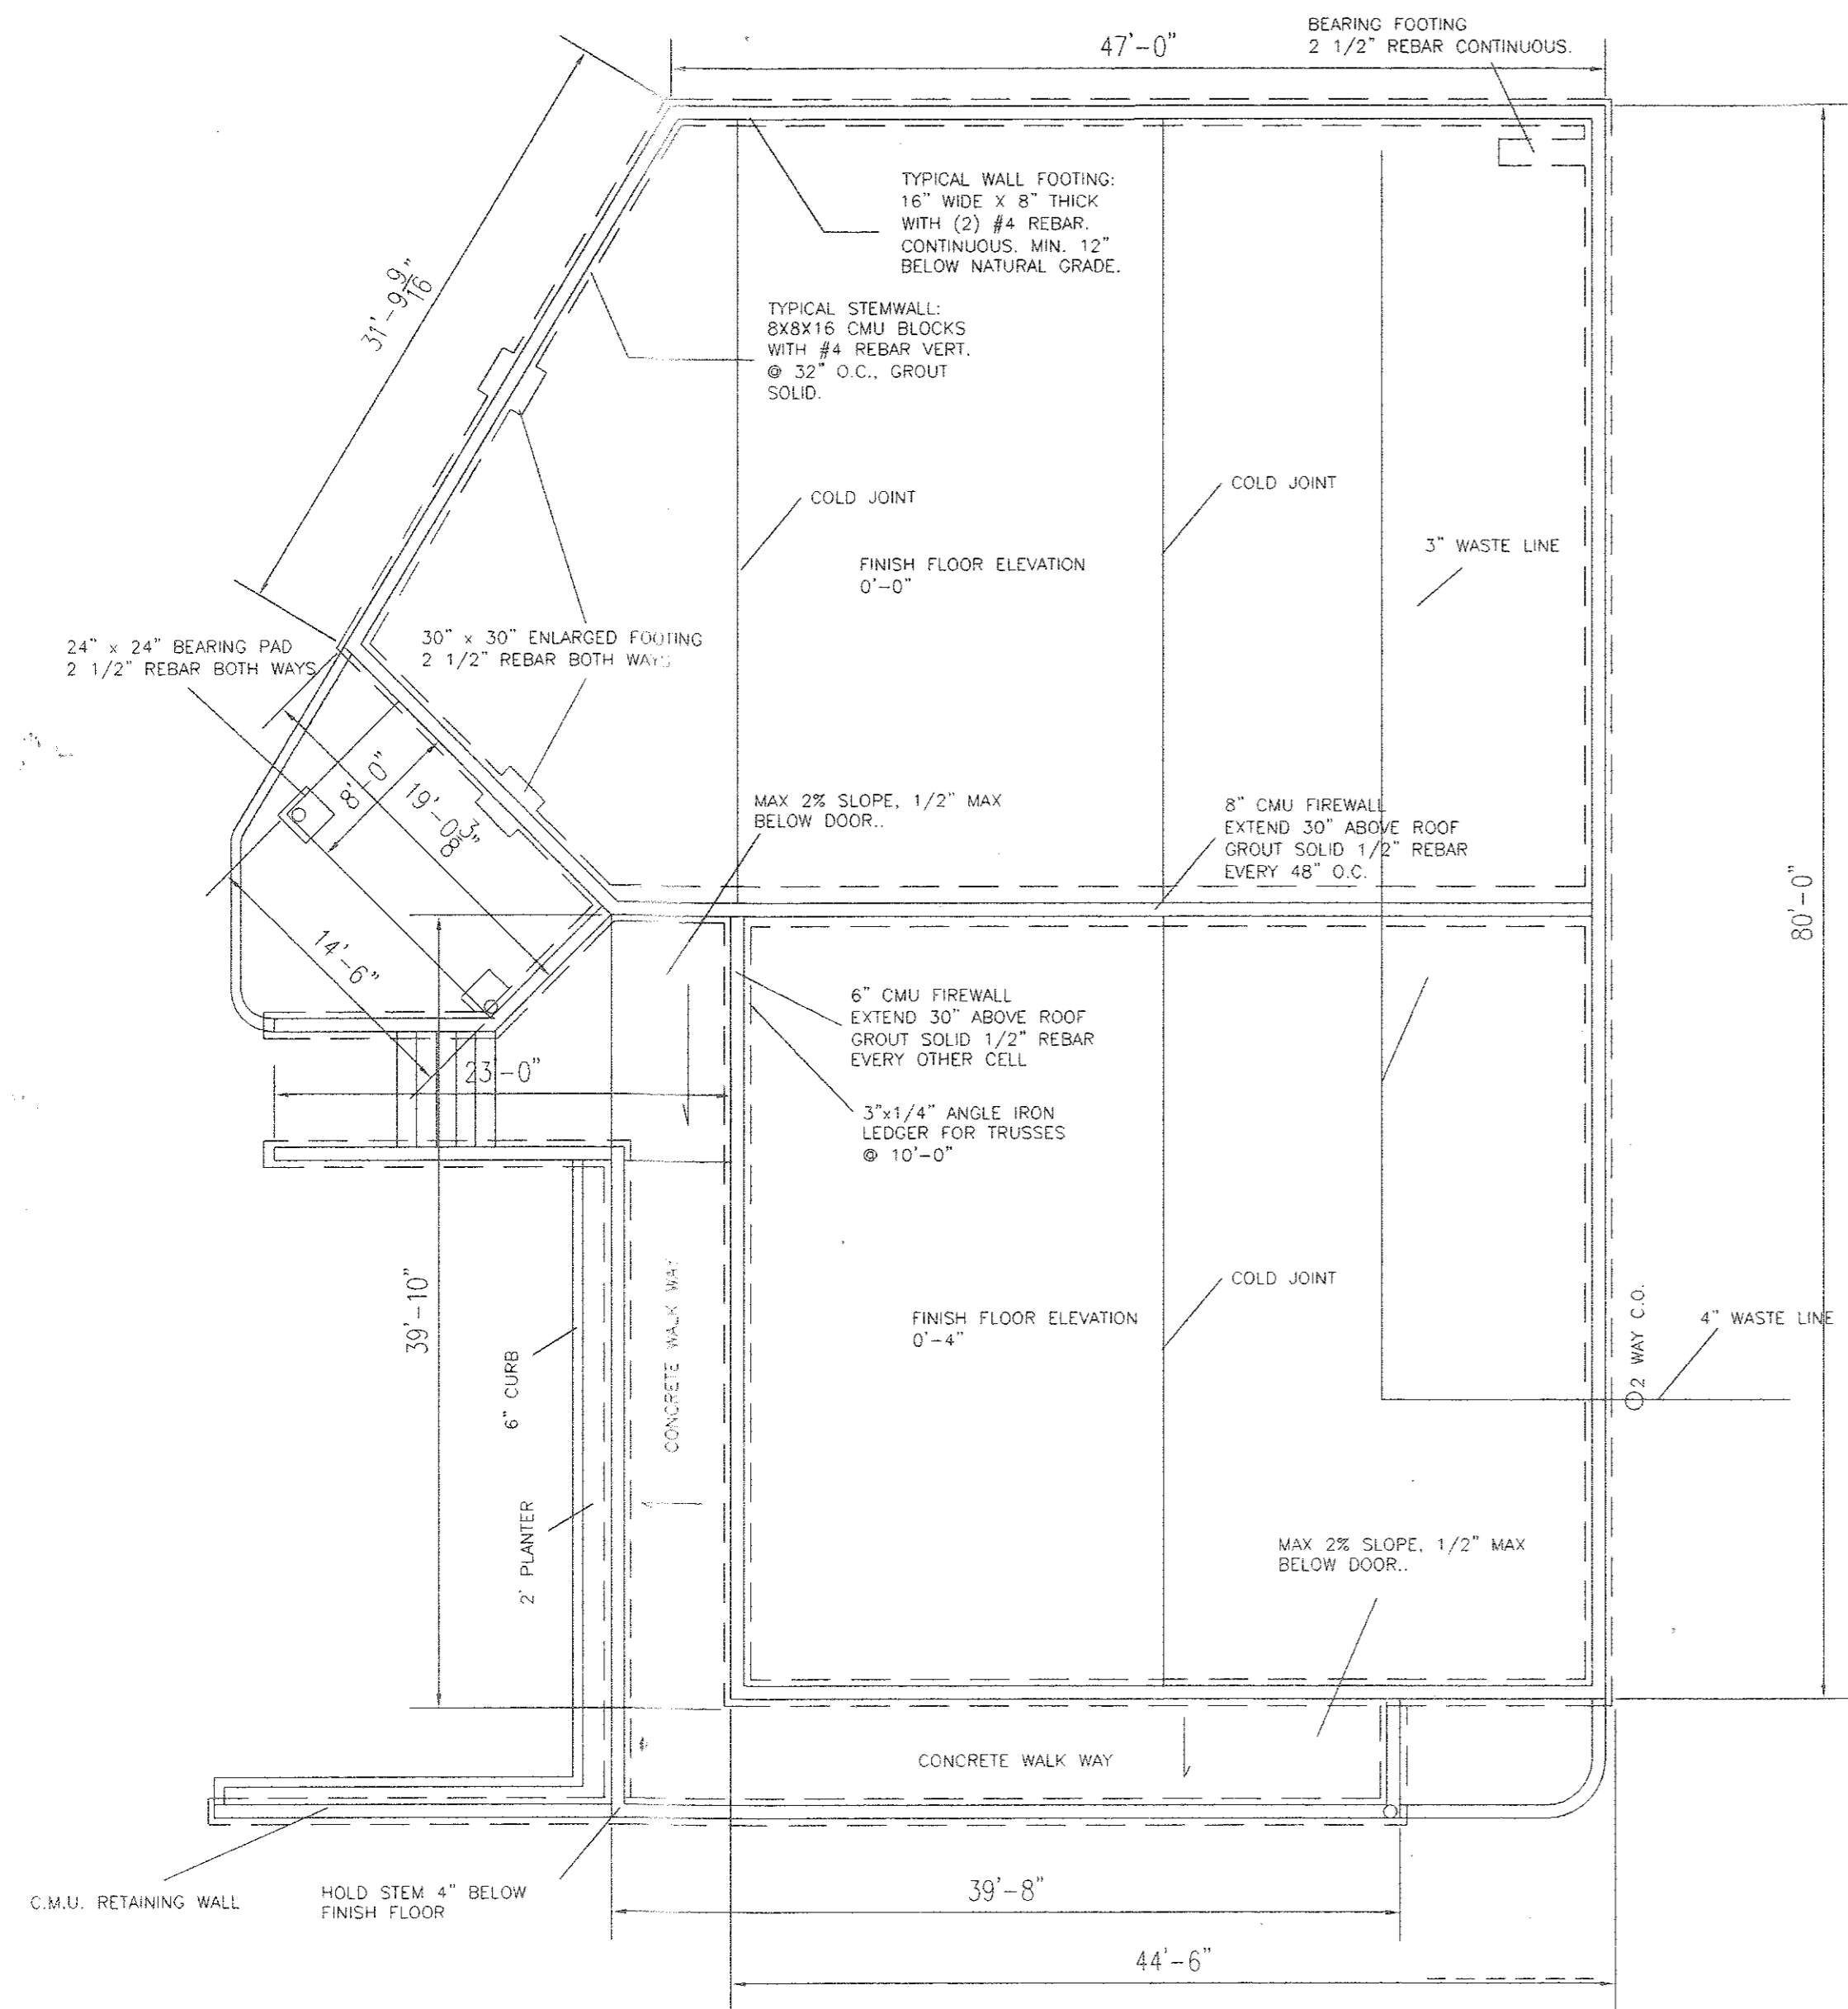 BEARING FOOTING
2 1/2" REBAR CONTINUOUS.
47'-0"
TYPICAL WALL FOOTING:
16" WIDE X 8" THICK
WITH (2) #4 REBAR.
CONTINUOUS. MIN. 12"
BELOW NATURAL GRADE.
31'-9 9/16"
TYPICAL STEMWALL:
8X8X16 CMU BLOCKS
WITH #4 REBAR VERT.
@ 32" O.C., GROUT
SOLID.
COLD JOINT
COLD JOINT
3" WASTE LINE
FINISH FLOOR ELEVATION
0'-0"
24" x 24" BEARING PAD
2 1/2" REBAR BOTH WAYS
30" x 30" ENLARGED FOOTING
2 1/2" REBAR BOTH WAYS
8'-0"
19'-0 3/8"
14'-6"
MAX 2% SLOPE, 1/2" MAX
BELOW DOOR..
8" CMU FIREWALL
EXTEND 30" ABOVE ROOF
GROUT SOLID 1/2" REBAR
EVERY 48" O.C.
80'-0"
6" CMU FIREWALL
EXTEND 30" ABOVE ROOF
GROUT SOLID 1/2" REBAR
EVERY OTHER CELL
23'-0"
3"x1/4" ANGLE IRON
LEDGER FOR TRUSSES
@ 10'-0"
39'-10"
CONCRETE WALK WAY
COLD JOINT
FINISH FLOOR ELEVATION
0'-4"
2 WAY C.O.
4" WASTE LINE
6" CURB
2' PLANTER
MAX 2% SLOPE, 1/2" MAX
BELOW DOOR..
CONCRETE WALK WAY
C.M.U. RETAINING WALL
HOLD STEM 4" BELOW
FINISH FLOOR
39'-8"
44'-6"